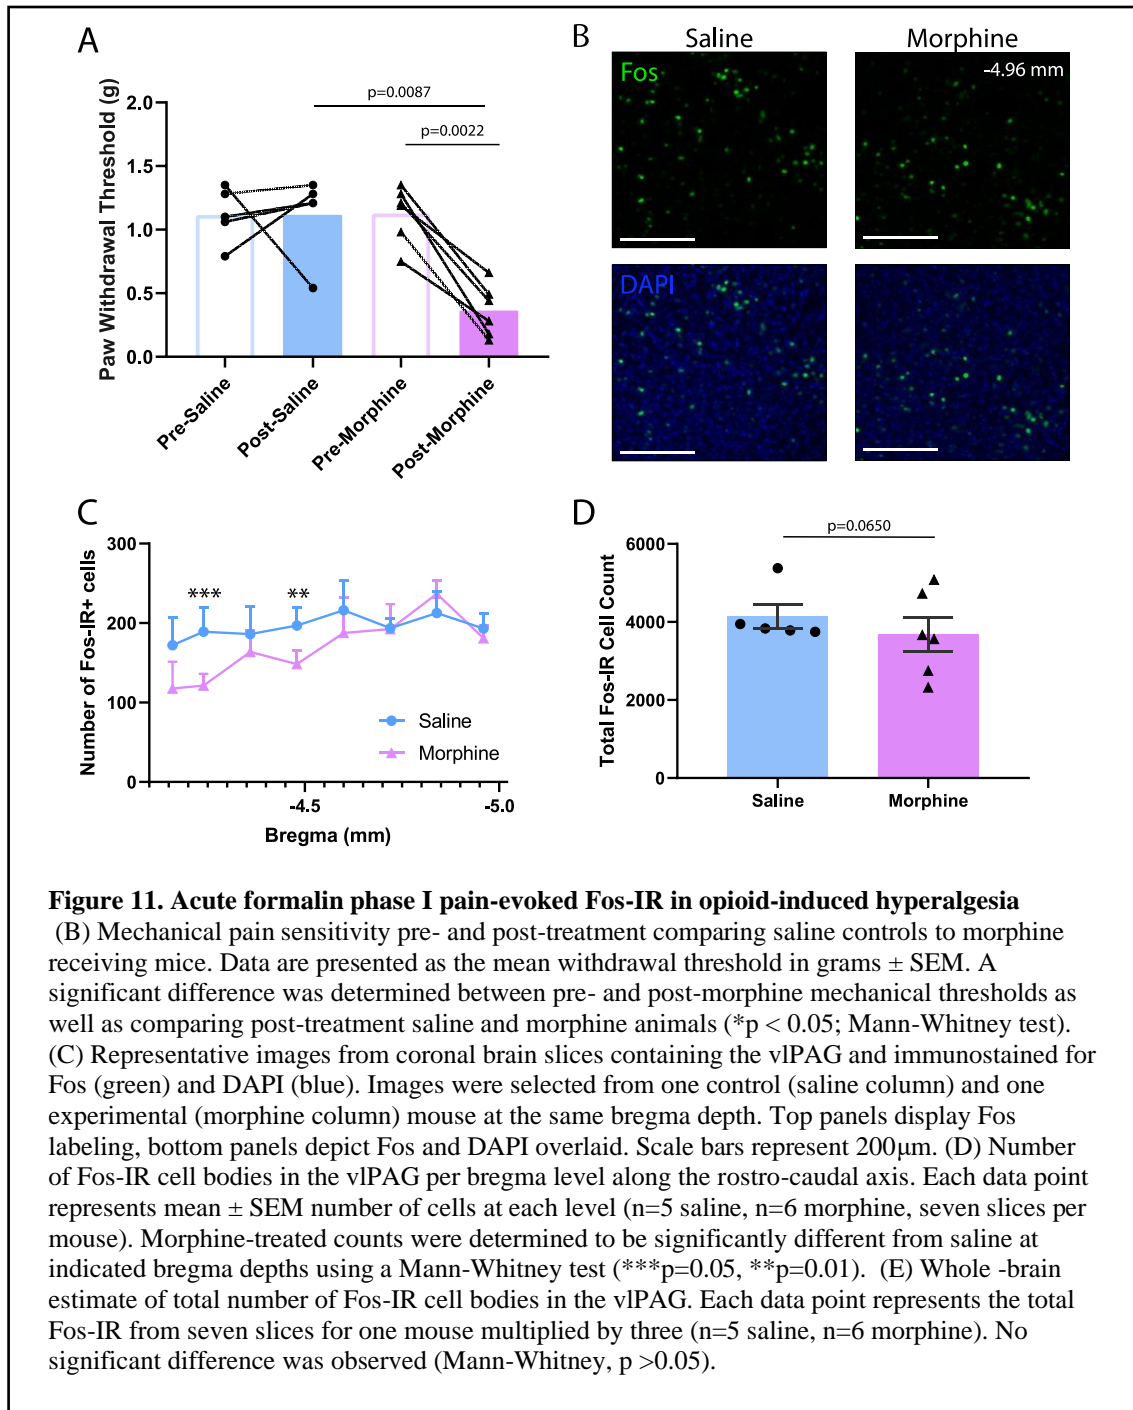 A
Paw Withdrawal Threshold (g)
2.0
1.5
1.0
0.5
0.0
p=0.0087
p=0.0022
Pre-Saline
Post-Saline
Pre-Morphine
Post-Morphine
B
Saline
Morphine
Fos
-4.96 mm
DAPI
C
Number of Fos-IR+ cells
300
200
100
0
***
**
Saline
Morphine
-4.5
-5.0
Bregma (mm)
D
Total Fos-IR Cell Count
6000
4000
2000
0
p=0.0650
Saline
Morphine
Figure 11. Acute formalin phase I pain-evoked Fos-IR in opioid-induced hyperalgesia
(B) Mechanical pain sensitivity pre- and post-treatment comparing saline controls to morphine
receiving mice. Data are presented as the mean withdrawal threshold in grams ± SEM. A
significant difference was determined between pre- and post-morphine mechanical thresholds as
well as comparing post-treatment saline and morphine animals (*p < 0.05; Mann-Whitney test).
(C) Representative images from coronal brain slices containing the vlPAG and immunostained for
Fos (green) and DAPI (blue). Images were selected from one control (saline column) and one
experimental (morphine column) mouse at the same bregma depth. Top panels display Fos
labeling, bottom panels depict Fos and DAPI overlaid. Scale bars represent 200μm. (D) Number
of Fos-IR cell bodies in the vlPAG per bregma level along the rostro-caudal axis. Each data point
represents mean ± SEM number of cells at each level (n=5 saline, n=6 morphine, seven slices per
mouse). Morphine-treated counts were determined to be significantly different from saline at
indicated bregma depths using a Mann-Whitney test (***p=0.05, **p=0.01). (E) Whole -brain
estimate of total number of Fos-IR cell bodies in the vlPAG. Each data point represents the total
Fos-IR from seven slices for one mouse multiplied by three (n=5 saline, n=6 morphine). No
significant difference was observed (Mann-Whitney, p >0.05).